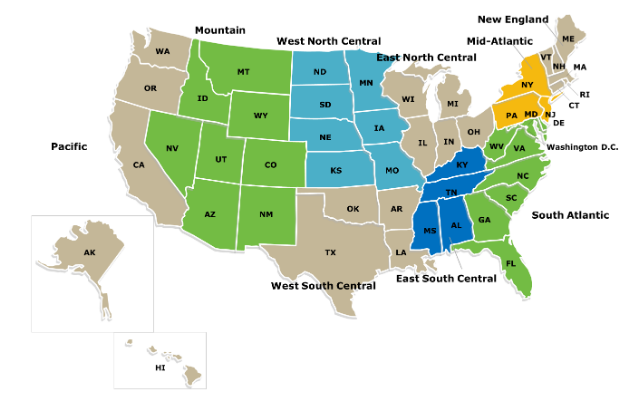 New England
Mountain
ME
West North Central
Mid-Atlantic
WA
VT
East North Central
NH
MA
MT
ND
MN
OR
NY
RI
ID
SD
WI
MI
CT
WY
PA
MD
NJ
DE
IA
OH
NE
IL
IN
WV
VA
Washington D.C.
Pacific
NV
UT
CO
KS
MO
KY
CA
NC
TN
SC
OK
AR
AZ
NM
South Atlantic
GA
MS
AL
AK
TX
LA
FL
East South Central
West South Central
HI